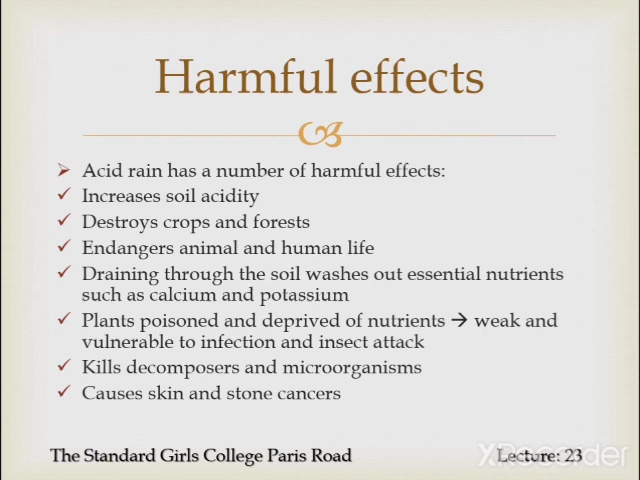 Harmful effects
Acid rain has a number of harmful effects:
Increases soil acidity
Destroys crops and forests
Endangers animal and human life
Draining through the soil washes out essential nutrients
such as calcium and potassium
Plants poisoned and deprived of nutrients → weak and
vulnerable to infection and insect attack
Kills decomposers and microorganisms
Causes skin and stone cancers
The Standard Girls College Paris Road
Lecture: 23
XRecorder